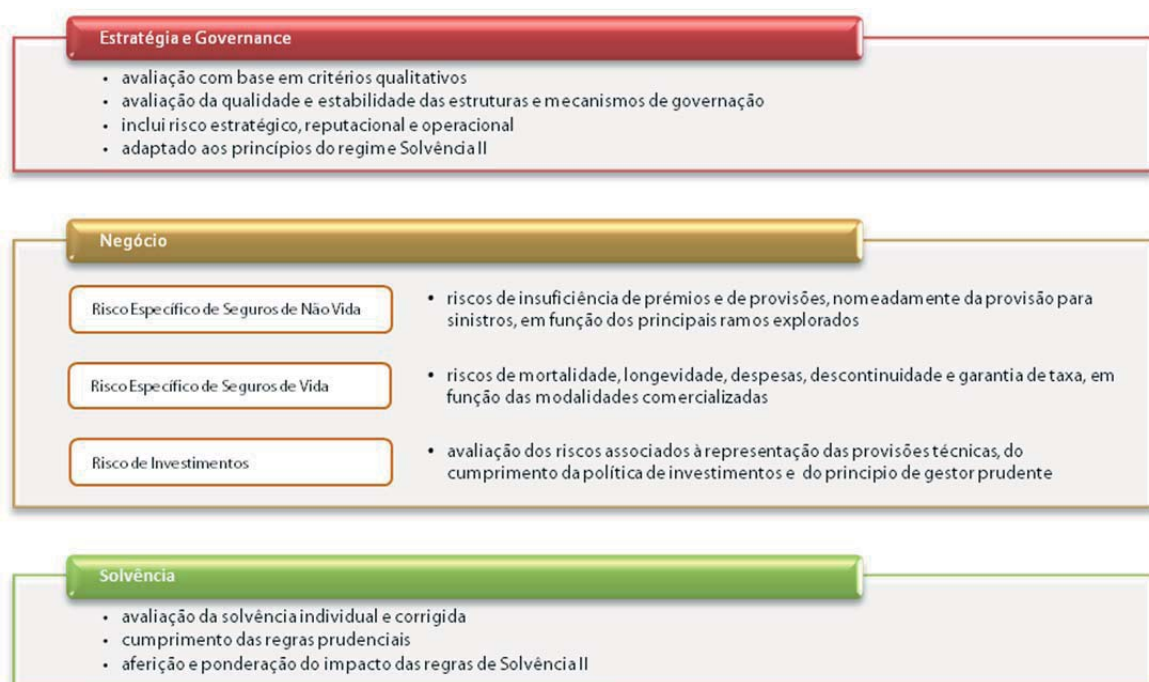 Estratégia e Governance
• avaliação com base em critérios qualitativos
• avaliação da qualidade e estabilidade das estruturas e mecanismos de governação
• inclui risco estratégico, reputacional e operacional
• adaptado aos princípios do regime Solvência II
Negócio
Risco Específico de Seguros de Não Vida
• riscos de insuficiência de prémios e de provisões, nomeadamente da provisão para
sinistros, em função dos principais ramos explorados
Risco Específico de Seguros de Vida
• riscos de mortalidade, longevidade, despesas, descontinuidade e garantia de taxa, em
função das modalidades comercializadas
Risco de Investimentos
• avaliação dos riscos associados à representação das provisões técnicas, do
cumprimento da política de investimentos e do principio de gestor prudente
Solvência
• avaliação da solvência individual e corrigida
• cumprimento das regras prudenciais
• aferição e ponderação do impacto das regras de Solvência II